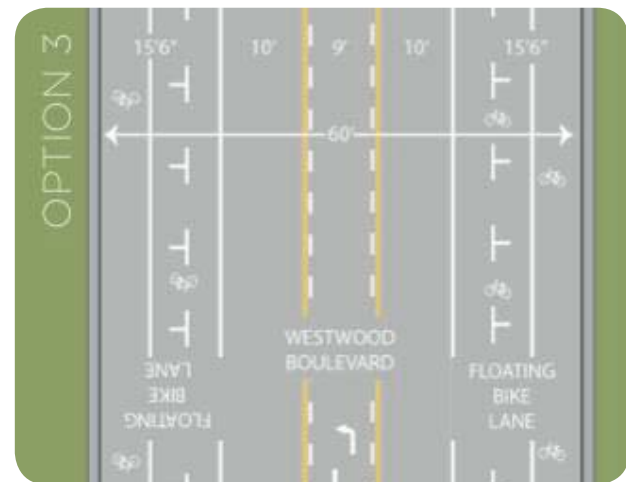 OPTION 3
15'6"
10'
9'
10'
15'6"
60'
WESTWOOD
BOULEVARD
FLOATING
BIKE
LANE
FLOATING
BIKE
LANE